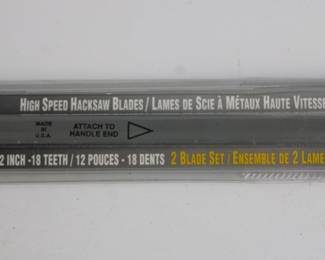 HIGH SPEED HACKSAW BLADES / LAMES DE SCIE À MÉTAUX HAUTE VITESSE
MADE IN U.S.A.
ATTACH TO
HANDLE END
2 INCH - 18 TEETH / 12 POUCES - 18 DENTS 2 BLADE SET / ENSEMBLE DE 2 LAME